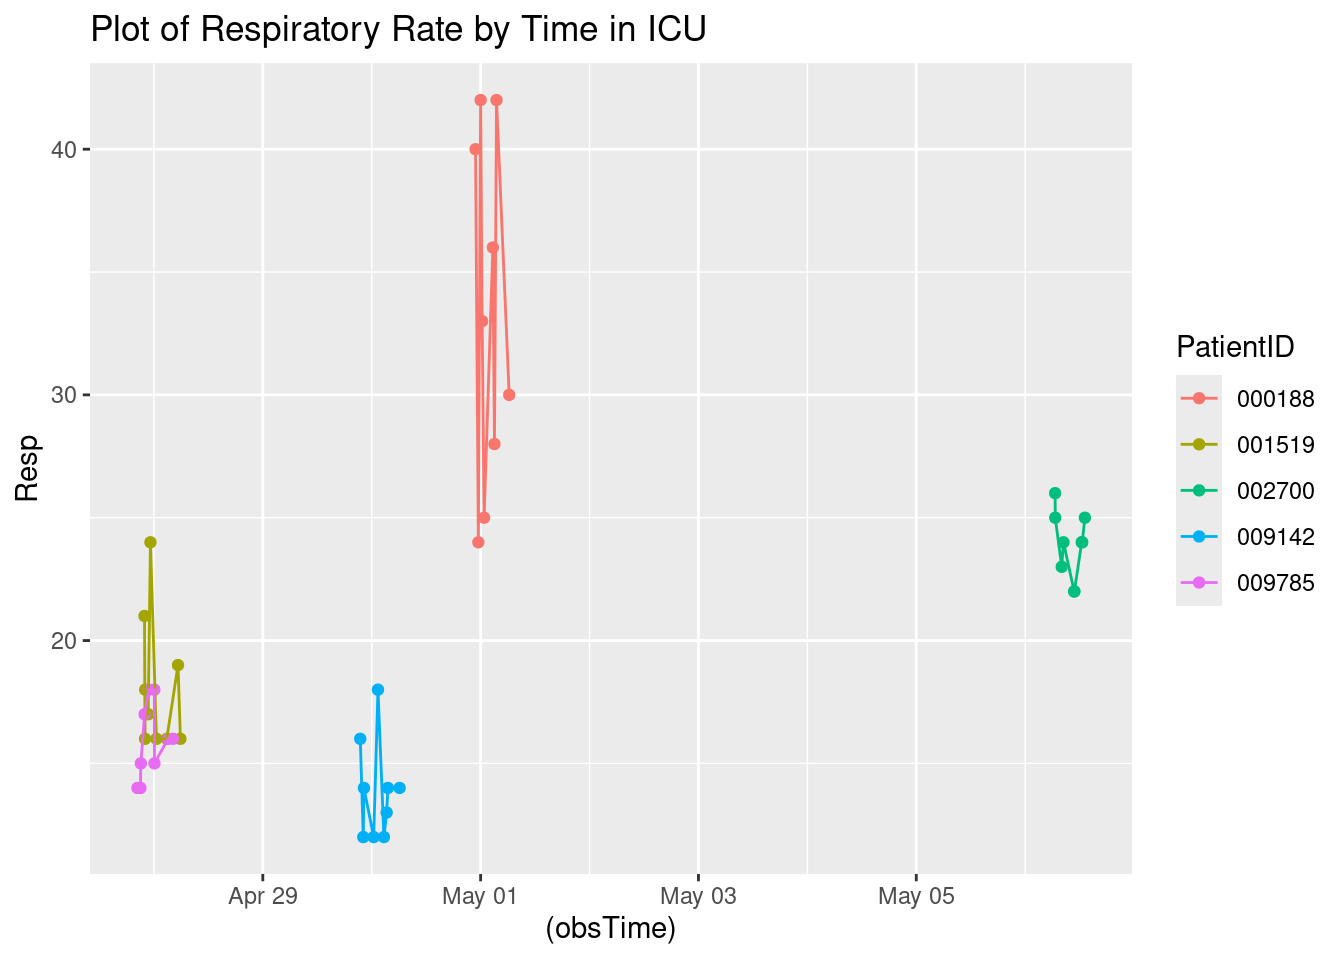 Plot of Respiratory Rate by Time in ICU
40
30
20
Resp
Apr 29
May 01
May 03
May 05
(obsTime)
PatientID
000188
001519
002700
009142
009785